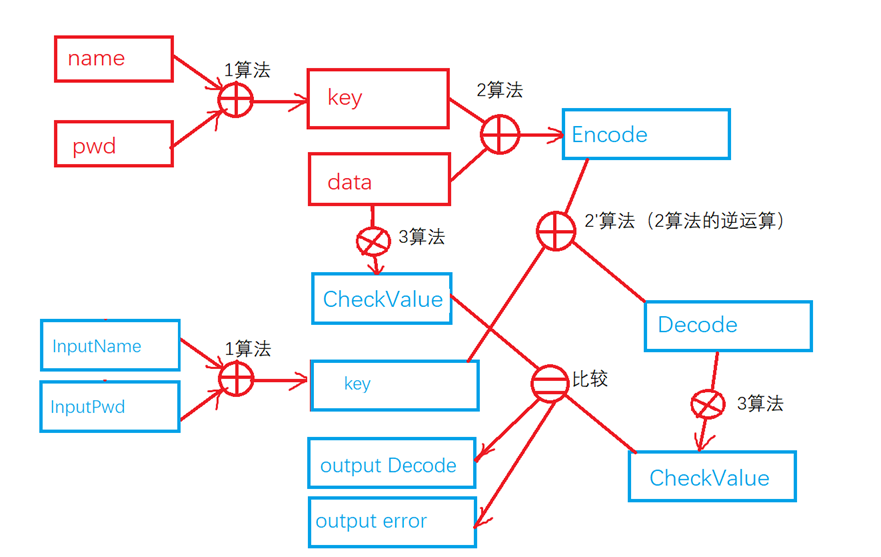 name
1算法
key
2算法
pwd
Encode
data
2'算法（2算法的逆运算）
3算法
CheckValue
Decode
InputName
1算法
key
比较
InputPwd
3算法
output Decode
CheckValue
output error